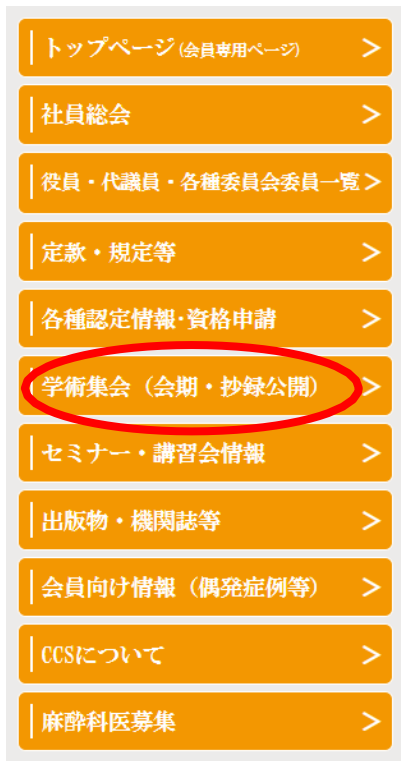 トップページ(会員専用ページ) >
社員総会 >
役員・代議員・各種委員会委員一覧 >
定款・規定等 >
各種認定情報・資格申請 >
学術集会（会期・抄録公開） >
セミナー・講習会情報 >
出版物・機関誌等 >
会員向け情報（偶発症例等） >
CCSについて >
麻酔科医募集 >